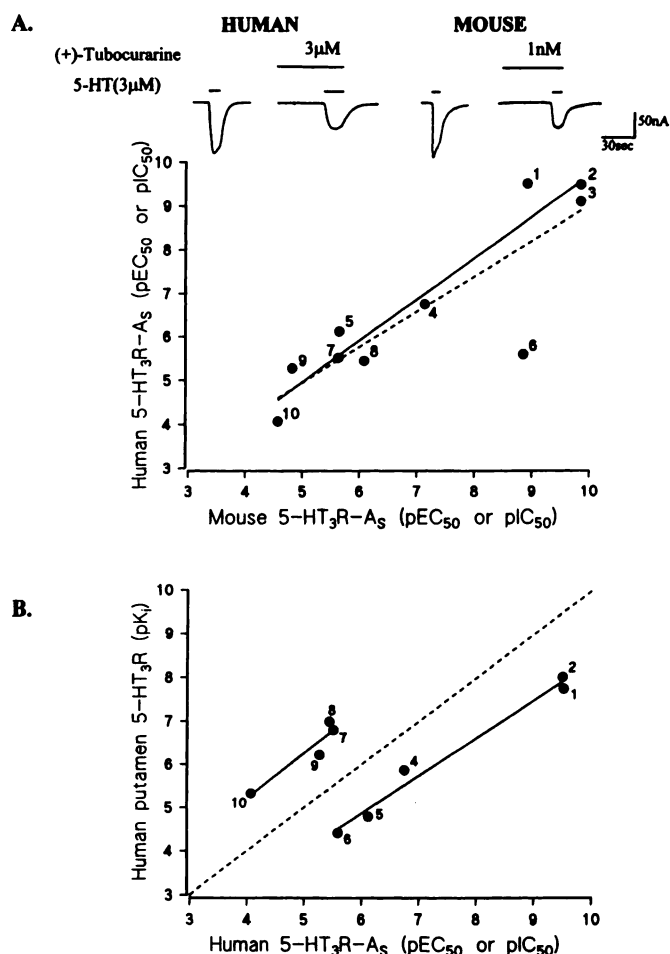 A.
HUMAN MOUSE
(+)-Tubocurarine 3μM 1nM
5-HT(3μM)
50nA
30sec
Human 5-HT₃R-A_S (pEC₅₀ or pIC₅₀)
10
9
8
7
6
5
4
3
1
2
3
4
5
6
7
8
9
10
3 4 5 6 7 8 9 10
Mouse 5-HT₃R-A_S (pEC₅₀ or pIC₅₀)
B.
Human putamen 5-HT₃R (pKᵢ)
10
9
8
7
6
5
4
3
2
1
8
7
9
10
4
5
6
3 4 5 6 7 8 9 10
Human 5-HT₃R-A_S (pEC₅₀ or pIC₅₀)